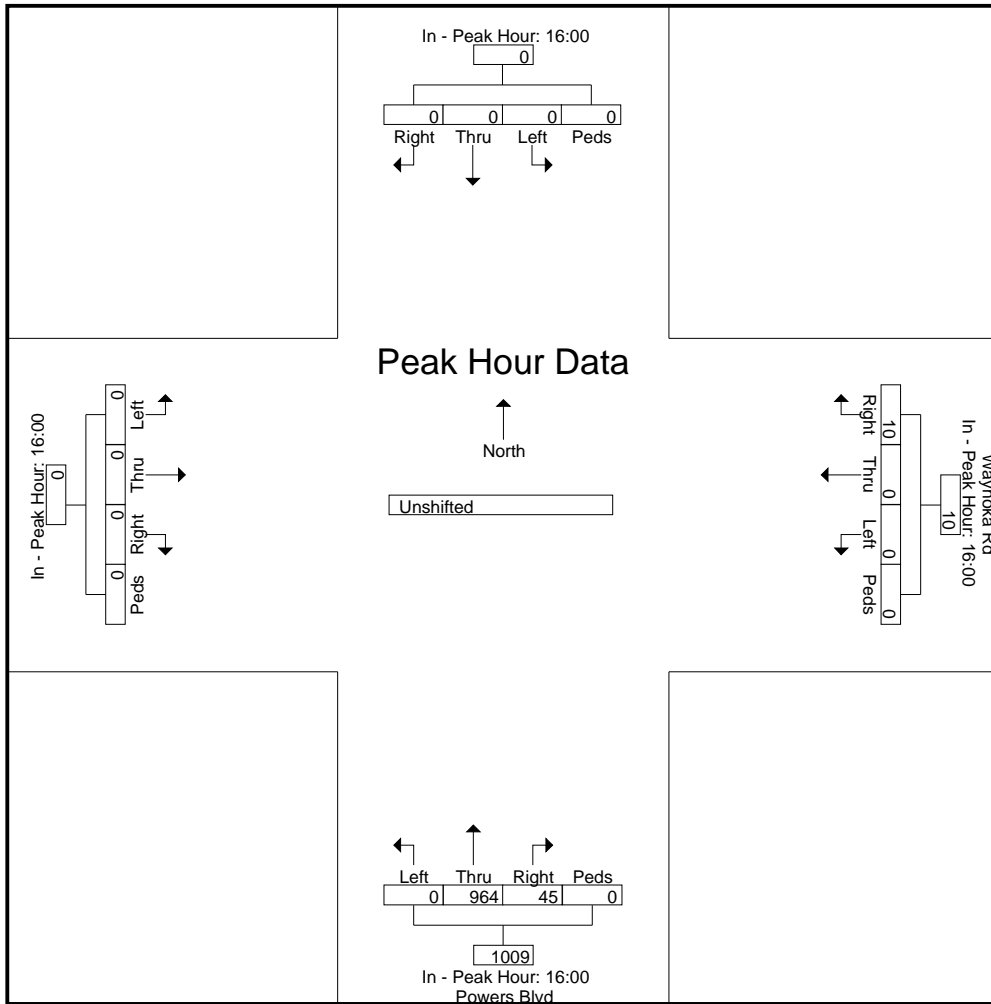 In - Peak Hour: 16:00
0
0 0 0 0
Right Thru Left Peds
Peak Hour Data
North
Unshifted
In - Peak Hour: 16:00
0
0 0 0 0
Left Thru Right Peds
Waynoka Rd
In - Peak Hour: 16:00
10
10 0 0 0
Right Thru Left Peds
Left Thru Right Peds
0 964 45 0
1009
In - Peak Hour: 16:00
Powers Blvd